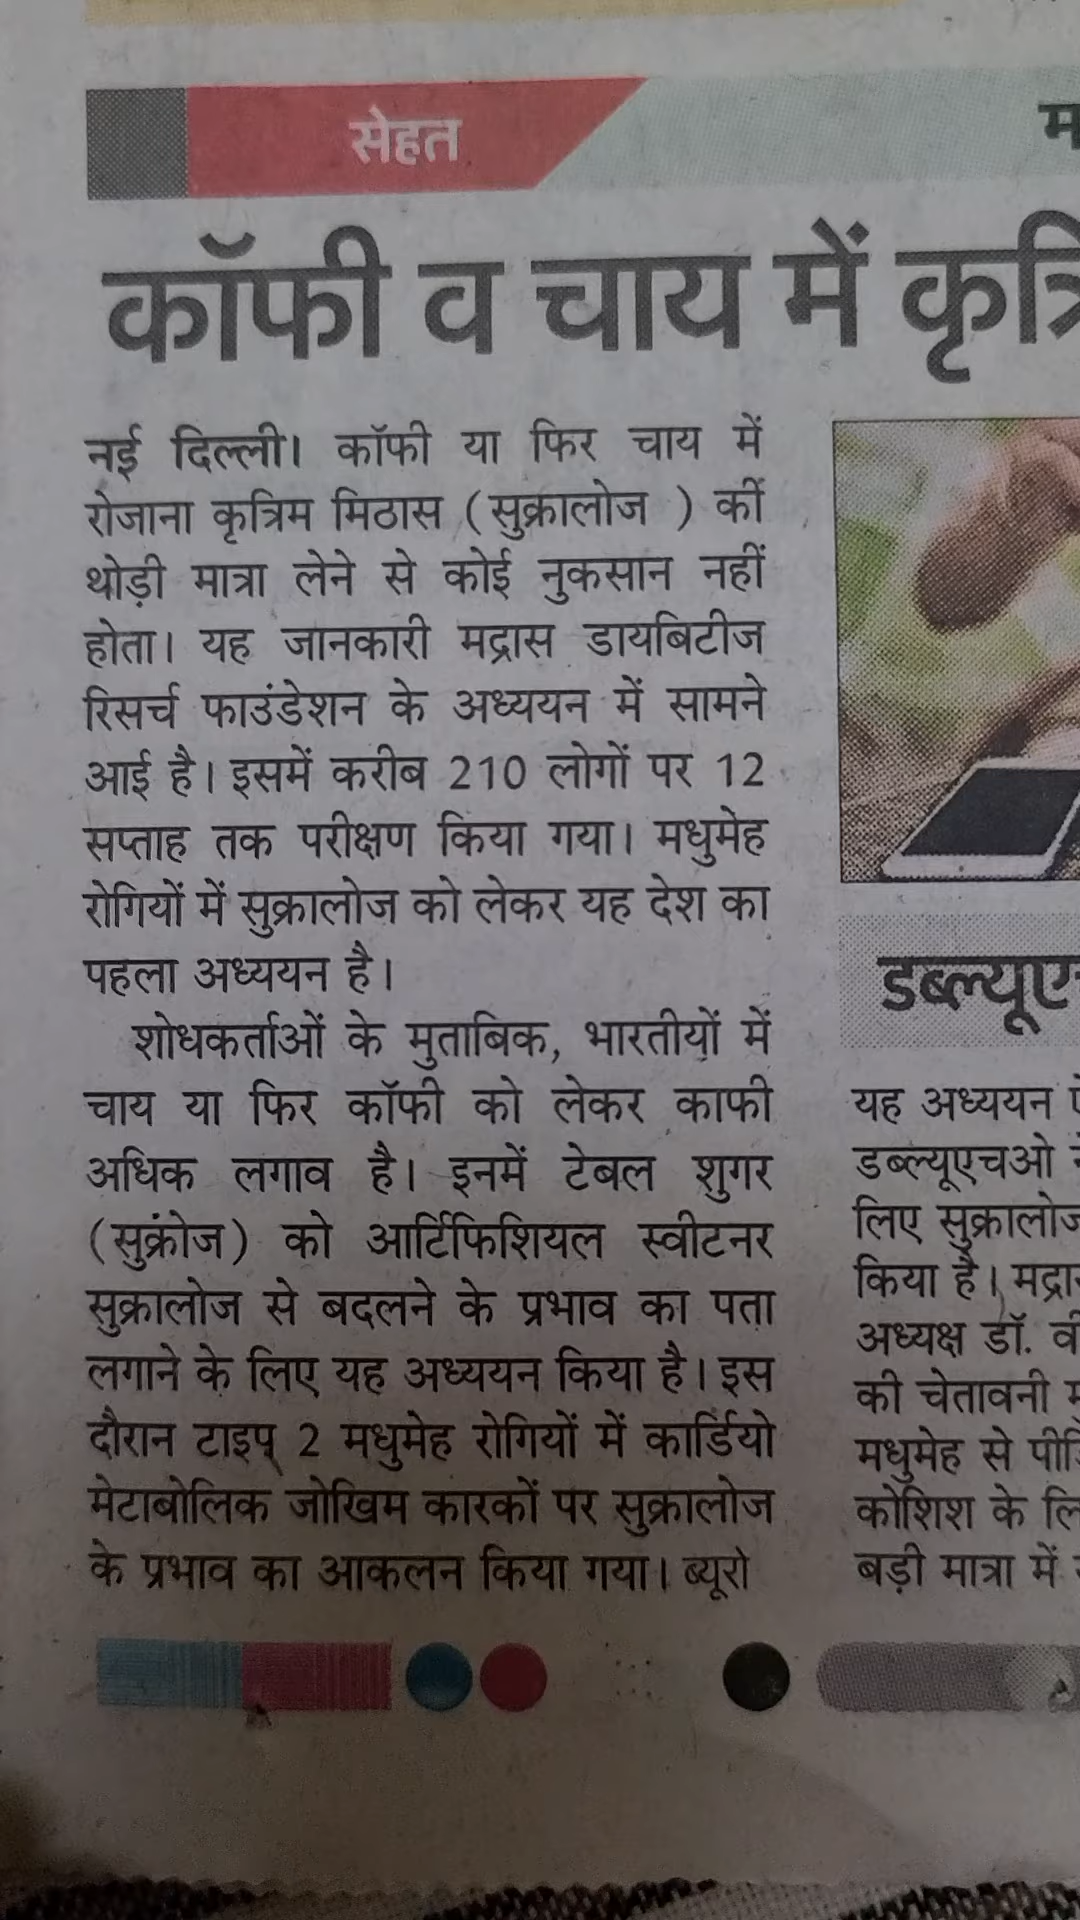 सेहत
कॉफी व चाय में
नई दिल्ली। कॉफी या फिर चाय में
रोजाना कृत्रिम मिठास (सुक्रालोज ) की
थोड़ी मात्रा लेने से कोई नुकसान नहीं
होता। यह जानकारी मद्रास डायबिटीज
रिसर्च फाउंडेशन के अध्ययन में सामने
आई है। इसमें करीब 210 लोगों पर 12
सप्ताह तक परीक्षण किया गया। मधुमेह
रोगियों में सुक्रालोज को लेकर यह देश का
पहला अध्ययन है।
शोधकर्ताओं के मुताबिक, भारतीयों में
चाय या फिर कॉफी को लेकर काफी
अधिक लगाव है। इनमें टेबल शुगर
(सुक्रोज) को आर्टिफिशियल स्वीटनर
सुक्रालोज से बदलने के प्रभाव का पता
लगाने के लिए यह अध्ययन किया है। इस
दौरान टाइप 2 मधुमेह रोगियों में कार्डियो
मेटाबोलिक जोखिम कारकों पर सुक्रालोज
के प्रभाव का आकलन किया गया। ब्यूरो
यह अध्ययन
डब्ल्यूएचओ
लिए सुक्रालोज
किया है।
अध्यक्ष डॉ.
की चेतावनी
मधुमेह से
कोशिश के
बड़ी मात्रा में